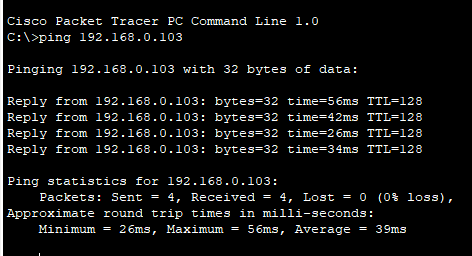 Cisco Packet Tracer PC Command Line 1.0
C:\>ping 192.168.0.103
Pinging 192.168.0.103 with 32 bytes of data:
Reply from 192.168.0.103: bytes=32 time=56ms TTL=128
Reply from 192.168.0.103: bytes=32 time=42ms TTL=128
Reply from 192.168.0.103: bytes=32 time=26ms TTL=128
Reply from 192.168.0.103: bytes=32 time=34ms TTL=128
Ping statistics for 192.168.0.103:
Packets: Sent = 4, Received = 4, Lost = 0 (0% loss),
Approximate round trip times in milli-seconds:
Minimum = 26ms, Maximum = 56ms, Average = 39ms